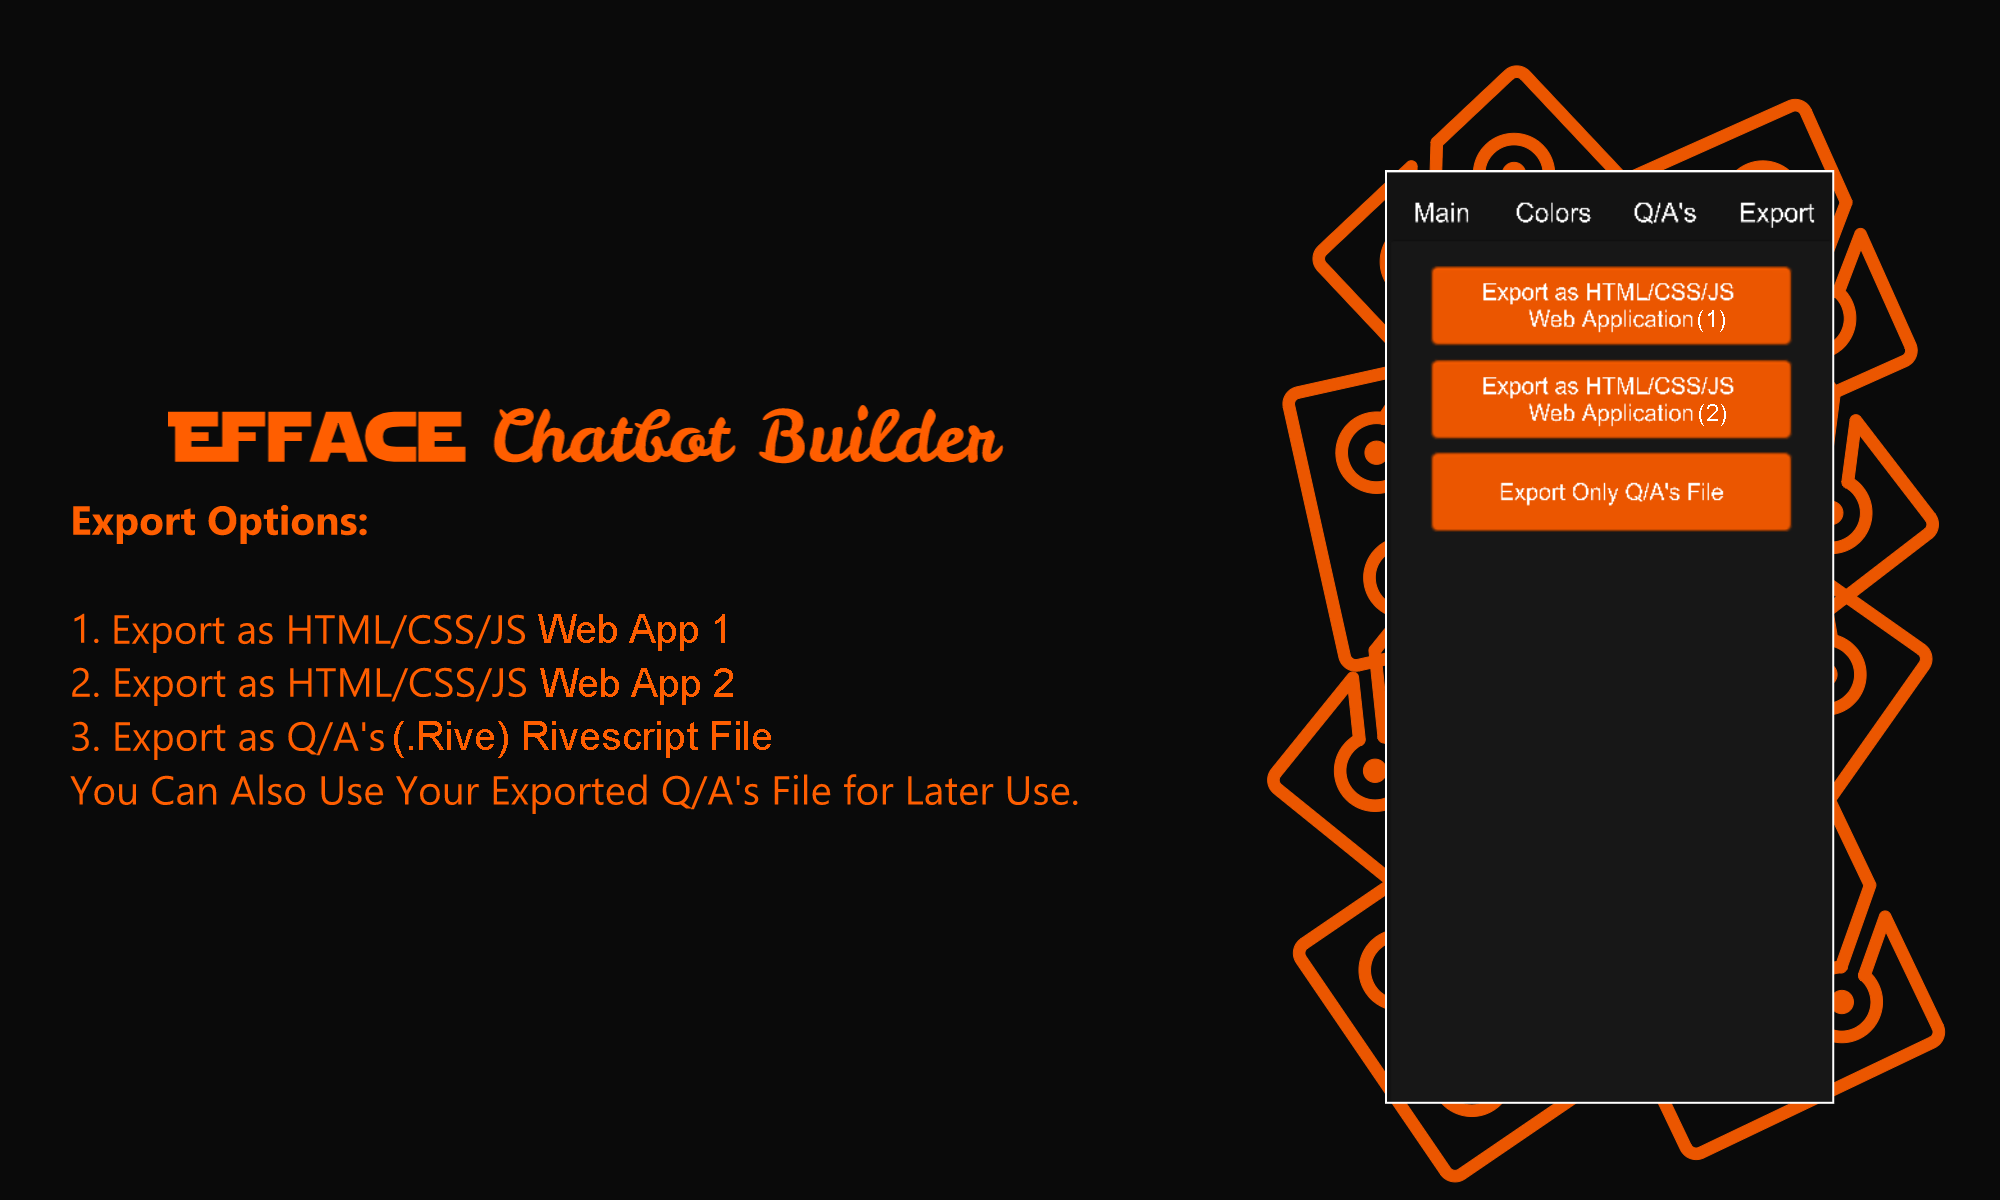 EFFACE Chatbot Builder
Export Options:
1. Export as HTML/CSS/JS Web App 1
2. Export as HTML/CSS/JS Web App 2
3. Export as Q/A's (.Rive) Rivescript File
You Can Also Use Your Exported Q/A's File for Later Use.
Main Colors Q/A's Export
Export as HTML/CSS/JS
Web Application (1)
Export as HTML/CSS/JS
Web Application (2)
Export Only Q/A's File